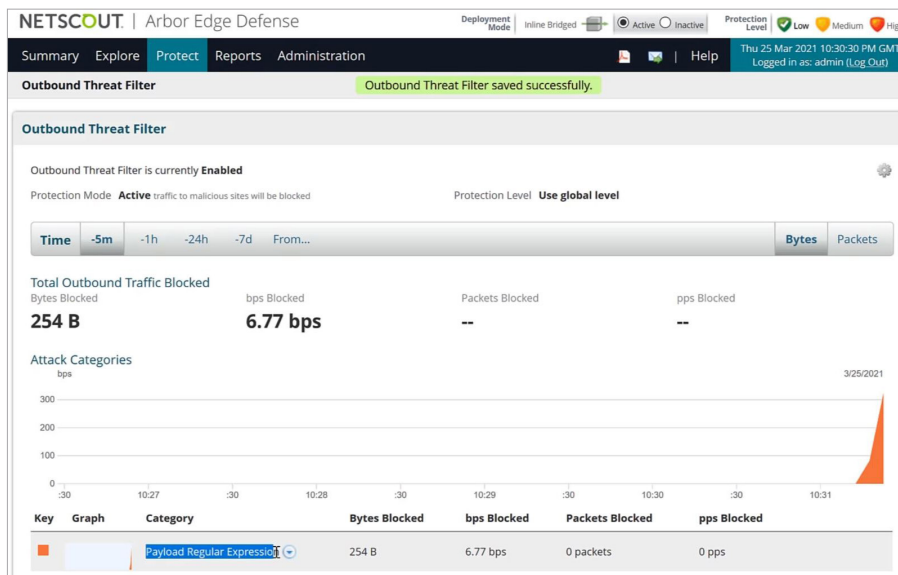 NETSCOUT. | Arbor Edge Defense
Deployment Mode Inline Bridged Active Inactive Protection Level Low Medium
Summary Explore Protect Reports Administration | Help
Thu 25 Mar 2021 10:30:30 PM GMT
Logged in as: admin (Log Out)
Outbound Threat Filter
Outbound Threat Filter saved successfully.
Outbound Threat Filter
Outbound Threat Filter is currently Enabled
Protection Mode Active traffic to malicious sites will be blocked Protection Level Use global level
Time -5m -1h -24h -7d From... Bytes Packets
Total Outbound Traffic Blocked
Bytes Blocked bps Blocked Packets Blocked pps Blocked
254 B 6.77 bps -- --
Attack Categories
bps 3/25/2021
300
200
100
0
:30 10:27 :30 10:28 :30 10:29 :30 10:30 :30 10:31
Key Graph Category Bytes Blocked bps Blocked Packets Blocked pps Blocked
Payload Regular Expression 254 B 6.77 bps 0 packets 0 pps